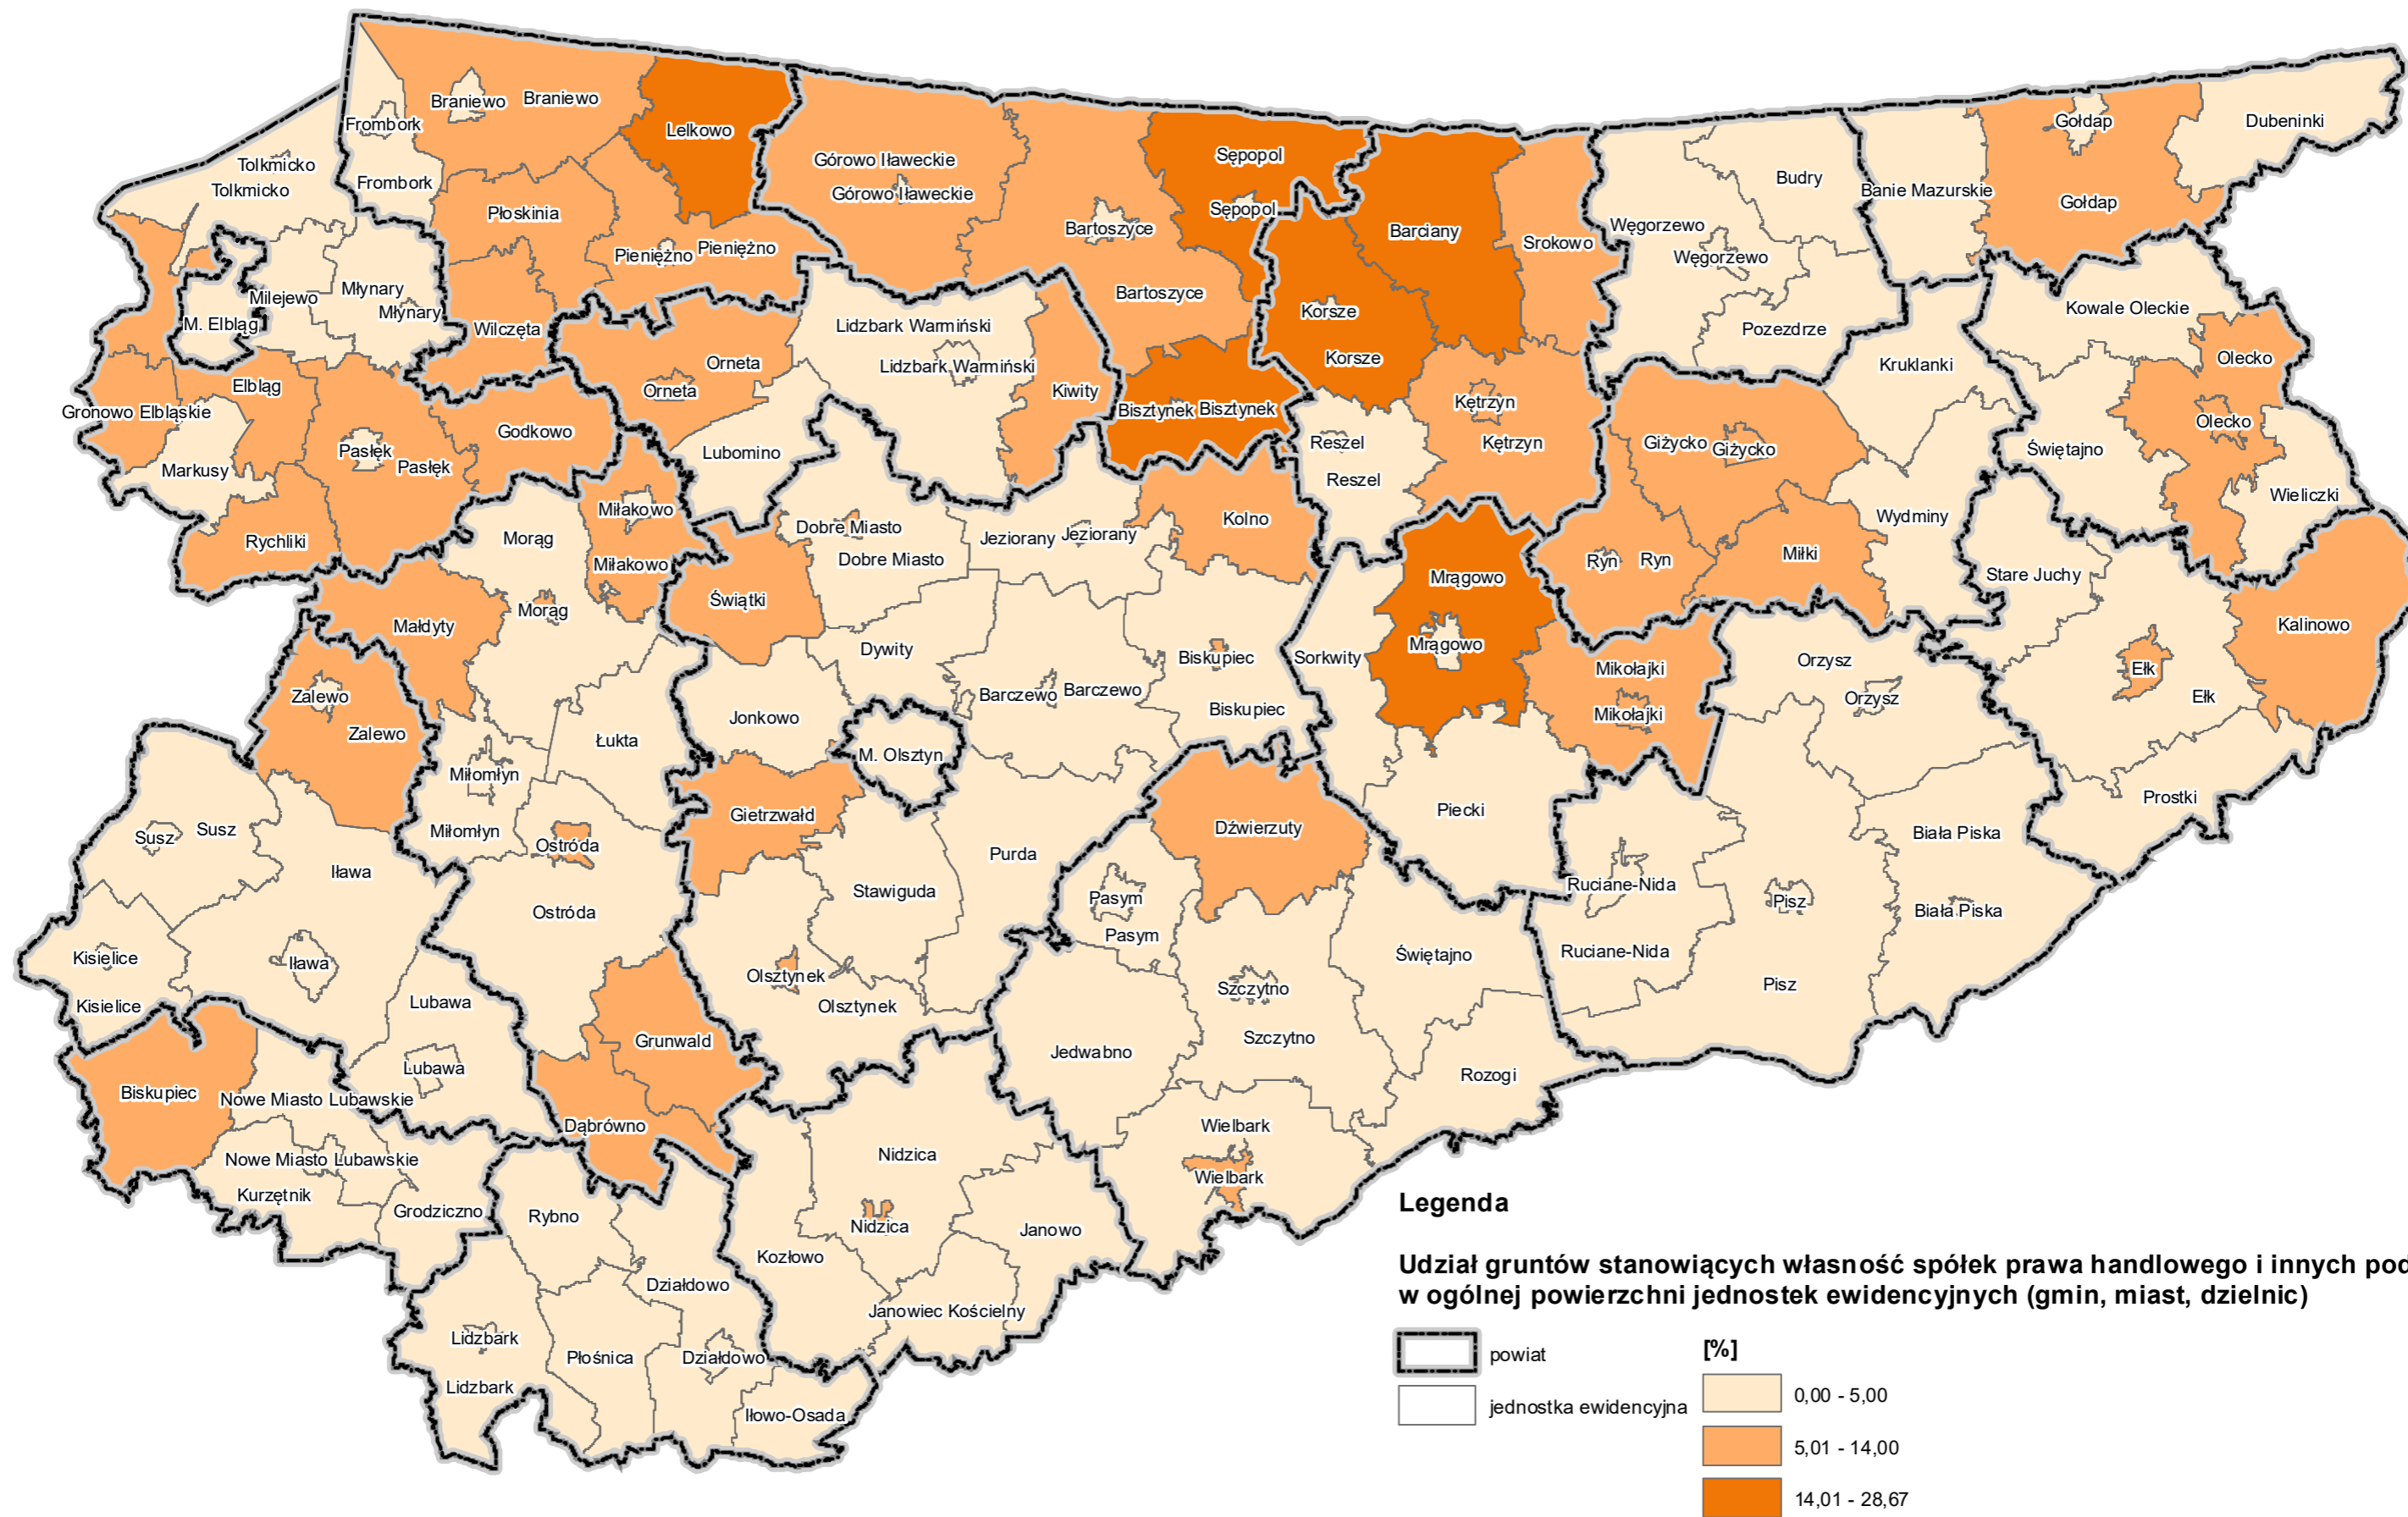 Braniewo
Braniewo
Lelkowo
Frombork
Tolkmicko
Tolkmicko
Frombork
Płoskinia
Pieniężno
Pieniężno
Górowo Iławeckie
Górowo Iławeckie
Sępopol
Sępopol
Bartoszyce
Bartoszyce
Barciany
Srokowo
Węgorzewo
Węgorzewo
Budry
Banie Mazurskie
Gołdap
Gołdap
Dubeninki
Milejewo
Młynary
Młynary
M. Elbląg
Wilczęta
Lidzbark Warmiński
Lidzbark Warmiński
Korsze
Korsze
Pozezdrze
Kowale Oleckie
Orneta
Orneta
Kiwity
Kruklanki
Olecko
Olecko
Elbląg
Gronowo Elbląskie
Bisztynek
Bisztynek
Kętrzyn
Kętrzyn
Godkowo
Pasłęk
Pasłęk
Markusy
Lubomino
Reszel
Reszel
Giżycko
Giżycko
Świętajno
Wieliczki
Miłakowo
Miłakowo
Kolno
Wydminy
Rychliki
Morąg
Morąg
Dobre Miasto
Dobre Miasto
Jeziorany
Jeziorany
Ryn
Ryn
Miłki
Stare Juchy
Mrągowo
Mrągowo
Świątki
Małdyty
Kalinowo
Dywity
Biskupiec
Biskupiec
Sorkwity
Mikołajki
Mikołajki
Orzysz
Orzysz
Ełk
Ełk
Zalewo
Zalewo
Barczewo
Barczewo
Jonkowo
Łukta
M. Olsztyn
Miłomłyn
Miłomłyn
Prostki
Piecki
Gietrzwałd
Dźwierzuty
Susz
Susz
Ostróda
Ostróda
Biała Piska
Biała Piska
Purda
Iława
Iława
Stawiguda
Ruciane-Nida
Ruciane-Nida
Pasym
Pasym
Pisz
Pisz
Kisielice
Kisielice
Świętajno
Olsztynek
Olsztynek
Szczytno
Szczytno
Lubawa
Lubawa
Grunwald
Jedwabno
Rozogi
Biskupiec
Nowe Miasto Lubawskie
Nowe Miasto Lubawskie
Dąbrówno
Wielbark
Wielbark
Nidzica
Nidzica
Kurzętnik
Grodziczno
Rybno
Janowo
Kozłowo
Działdowo
Działdowo
Janowiec Kościelny
Lidzbark
Lidzbark
Płośnica
Iłowo-Osada
Legenda
Udział gruntów stanowiących własność spółek prawa handlowego i innych pod
w ogólnej powierzchni jednostek ewidencyjnych (gmin, miast, dzielnic)
powiat
jednostka ewidencyjna
[%]
0,00 - 5,00
5,01 - 14,00
14,01 - 28,67